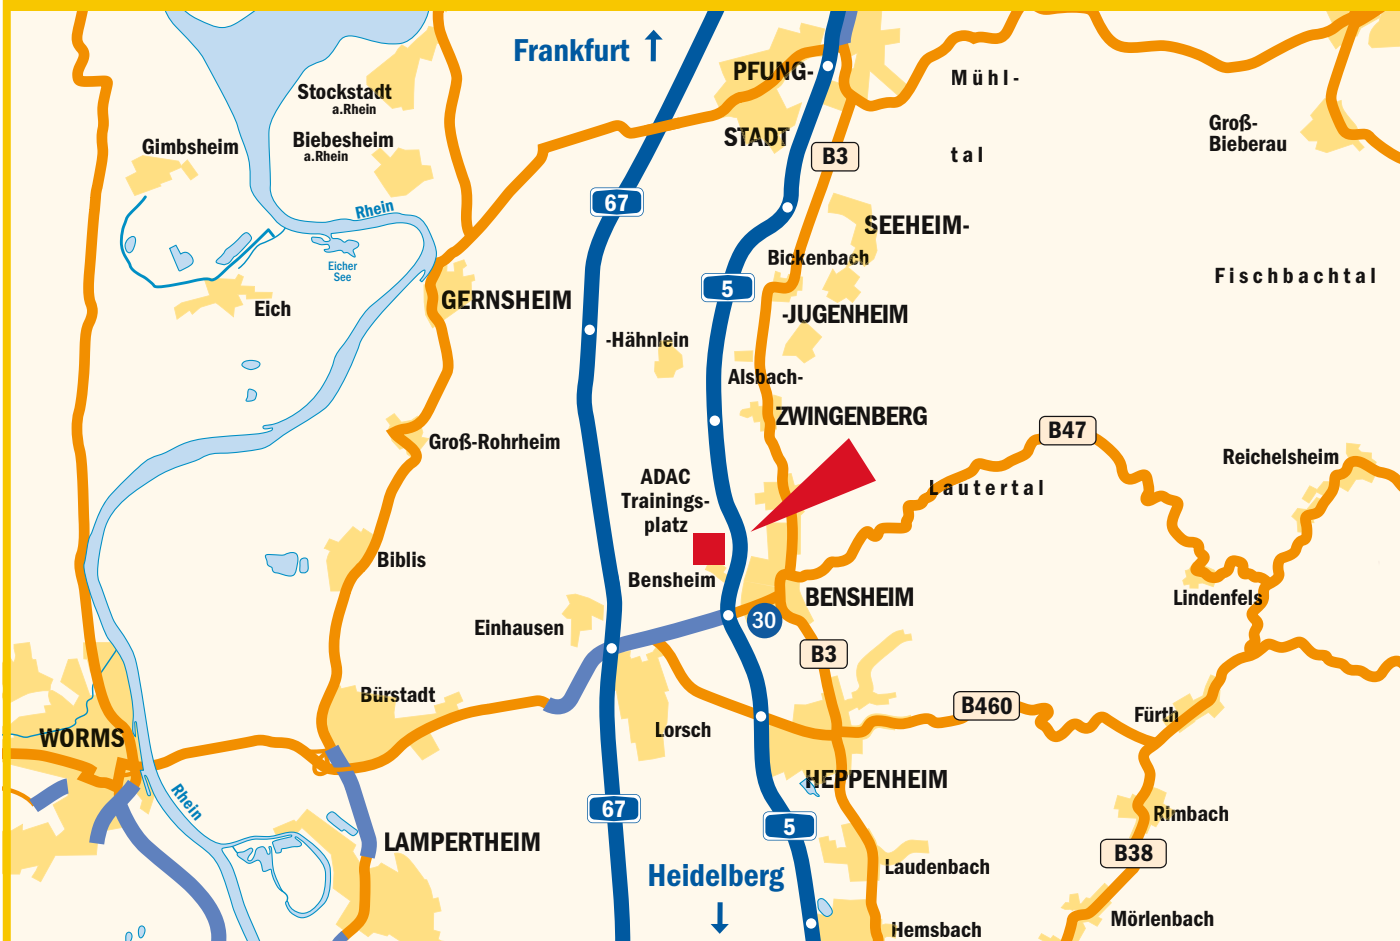 Frankfurt ↑
PFUNG-
STADT
Mühl-
tal
Groß-
Bieberau
Stockstadt
a.Rhein
Biebesheim
a.Rhein
Gimbsheim
B3
67
Rhein
SEEHEIM-
Bickenbach
-JUGENHEIM
Fischbachtal
Eicher
See
Eich
GERNSHEIM
5
-Hähnlein
Alsbach-
ZWINGENBERG
B47
Groß-Rohrheim
Reichelsheim
ADAC
Trainings-
platz
Lautertal
Biblis
Bensheim
BENSHEIM
Lindenfels
30
Einhausen
B3
Bürstadt
Lorsch
B460
Fürth
WORMS
HEPPENHEIM
Rhein
67
5
Rimbach
LAMPERTHEIM
B38
Heidelberg
↓
Laudenbach
Mörlenbach
Hemsbach